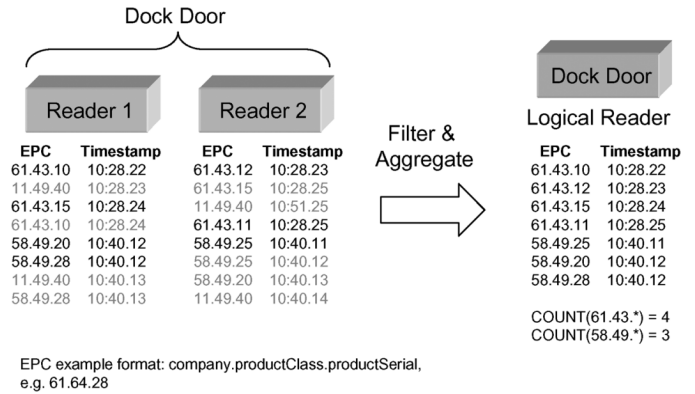 Dock Door
Reader 1
Reader 2
EPC Timestamp
61.43.10 10:28.22
11.49.40 10:28.23
61.43.15 10:28.24
61.43.10 10:28.24
58.49.20 10:40.12
58.49.28 10:40.12
11.49.40 10:40.13
58.49.28 10:40.13
EPC Timestamp
61.43.12 10:28.23
61.43.15 10:28.25
11.49.40 10:51.25
61.43.11 10:28.25
58.49.25 10:40.11
58.49.25 10:40.12
58.49.20 10:40.13
11.49.40 10:40.14
Filter &
Aggregate
Dock Door
Logical Reader
EPC Timestamp
61.43.10 10:28.22
61.43.12 10:28.23
61.43.15 10:28.24
61.43.11 10:28.25
58.49.25 10:40.11
58.49.20 10:40.12
58.49.28 10:40.12
COUNT(61.43.*) = 4
COUNT(58.49.*) = 3
EPC example format: company.productClass.productSerial,
e.g. 61.64.28